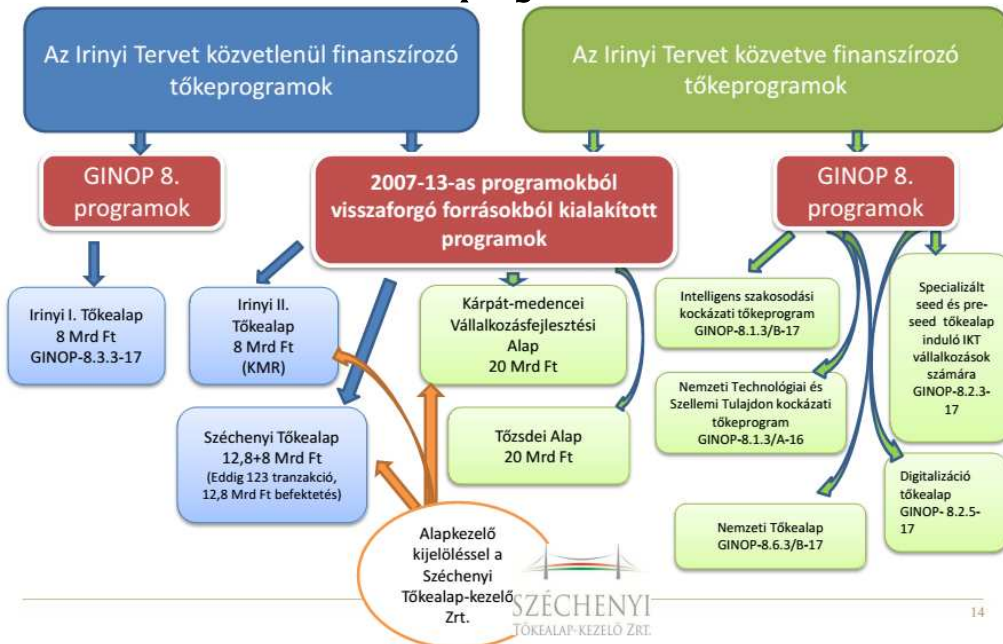 Az Irinyi Tervet közvetlenül finanszírozó
tőkeprogramok
Az Irinyi Tervet közvetve finanszírozó
tőkeprogramok
GINOP 8.
programok
2007-13-as programokból
visszaforgó forrásokból kialakított
programok
GINOP 8.
programok
Irinyi I. Tőkealap
8 Mrd Ft
GINOP-8.3.3-17
Irinyi II.
Tőkealap
8 Mrd Ft
(KMR)
Kárpát-medencei
Vállalkozásfejlesztési
Alap
20 Mrd Ft
Intelligens szakosodási
kockázati tőkeprogram
GINOP-8.1.3/B-17
Specializált
seed és pre-
seed tőkealap
induló IKT
vállalkozások
számára
GINOP-8.2.3-
17
Széchenyi Tőkealap
12,8+8 Mrd Ft
(Eddig 123 tranzakció,
12,8 Mrd Ft befektetés)
Tőzsdei Alap
20 Mrd Ft
Nemzeti Technológiai és
Szellemi Tulajdon kockázati
tőkeprogram
GINOP-8.1.3/A-16
Digitalizáció
tőkealap
GINOP- 8.2.5-
17
Nemzeti Tőkealap
GINOP-8.6.3/B-17
Alapkezelő
kijelöléssel a
Széchenyi
Tőkealap-kezelő
Zrt.
SZÉCHENYI
TŐKEALAP-KEZELŐ ZRT.
14